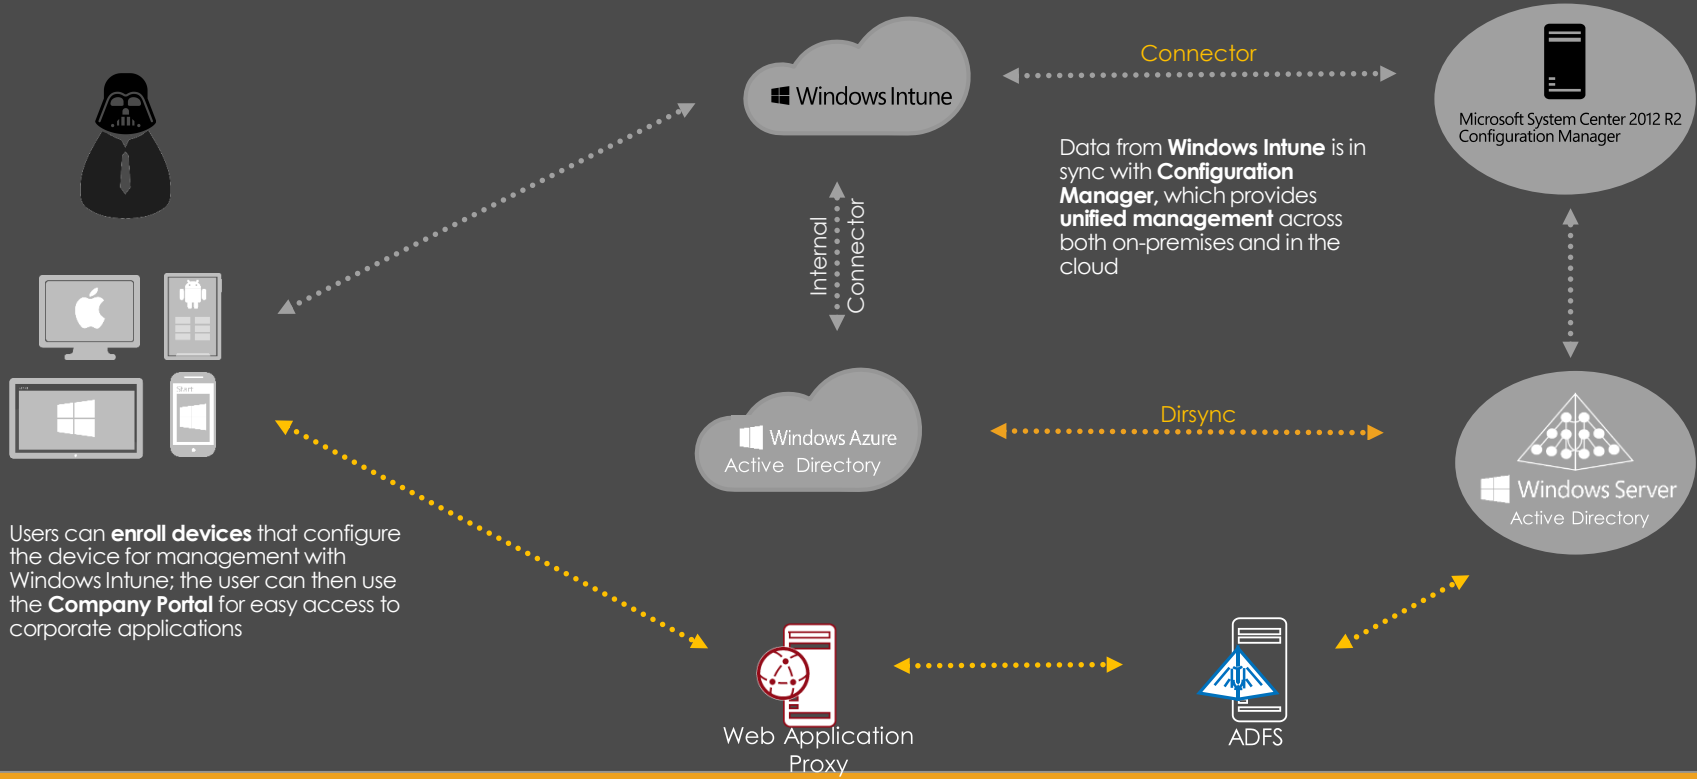 Connector
Windows Intune
Microsoft System Center 2012 R2
Configuration Manager
Data from Windows Intune is in
sync with Configuration
Manager, which provides
unified management across
both on-premises and in the
cloud
Internal
Connector
Start
Dirsync
Windows Azure
Active Directory
Windows Server
Active Directory
Users can enroll devices that configure
the device for management with
Windows Intune; the user can then use
the Company Portal for easy access to
corporate applications
Web Application
Proxy
ADFS